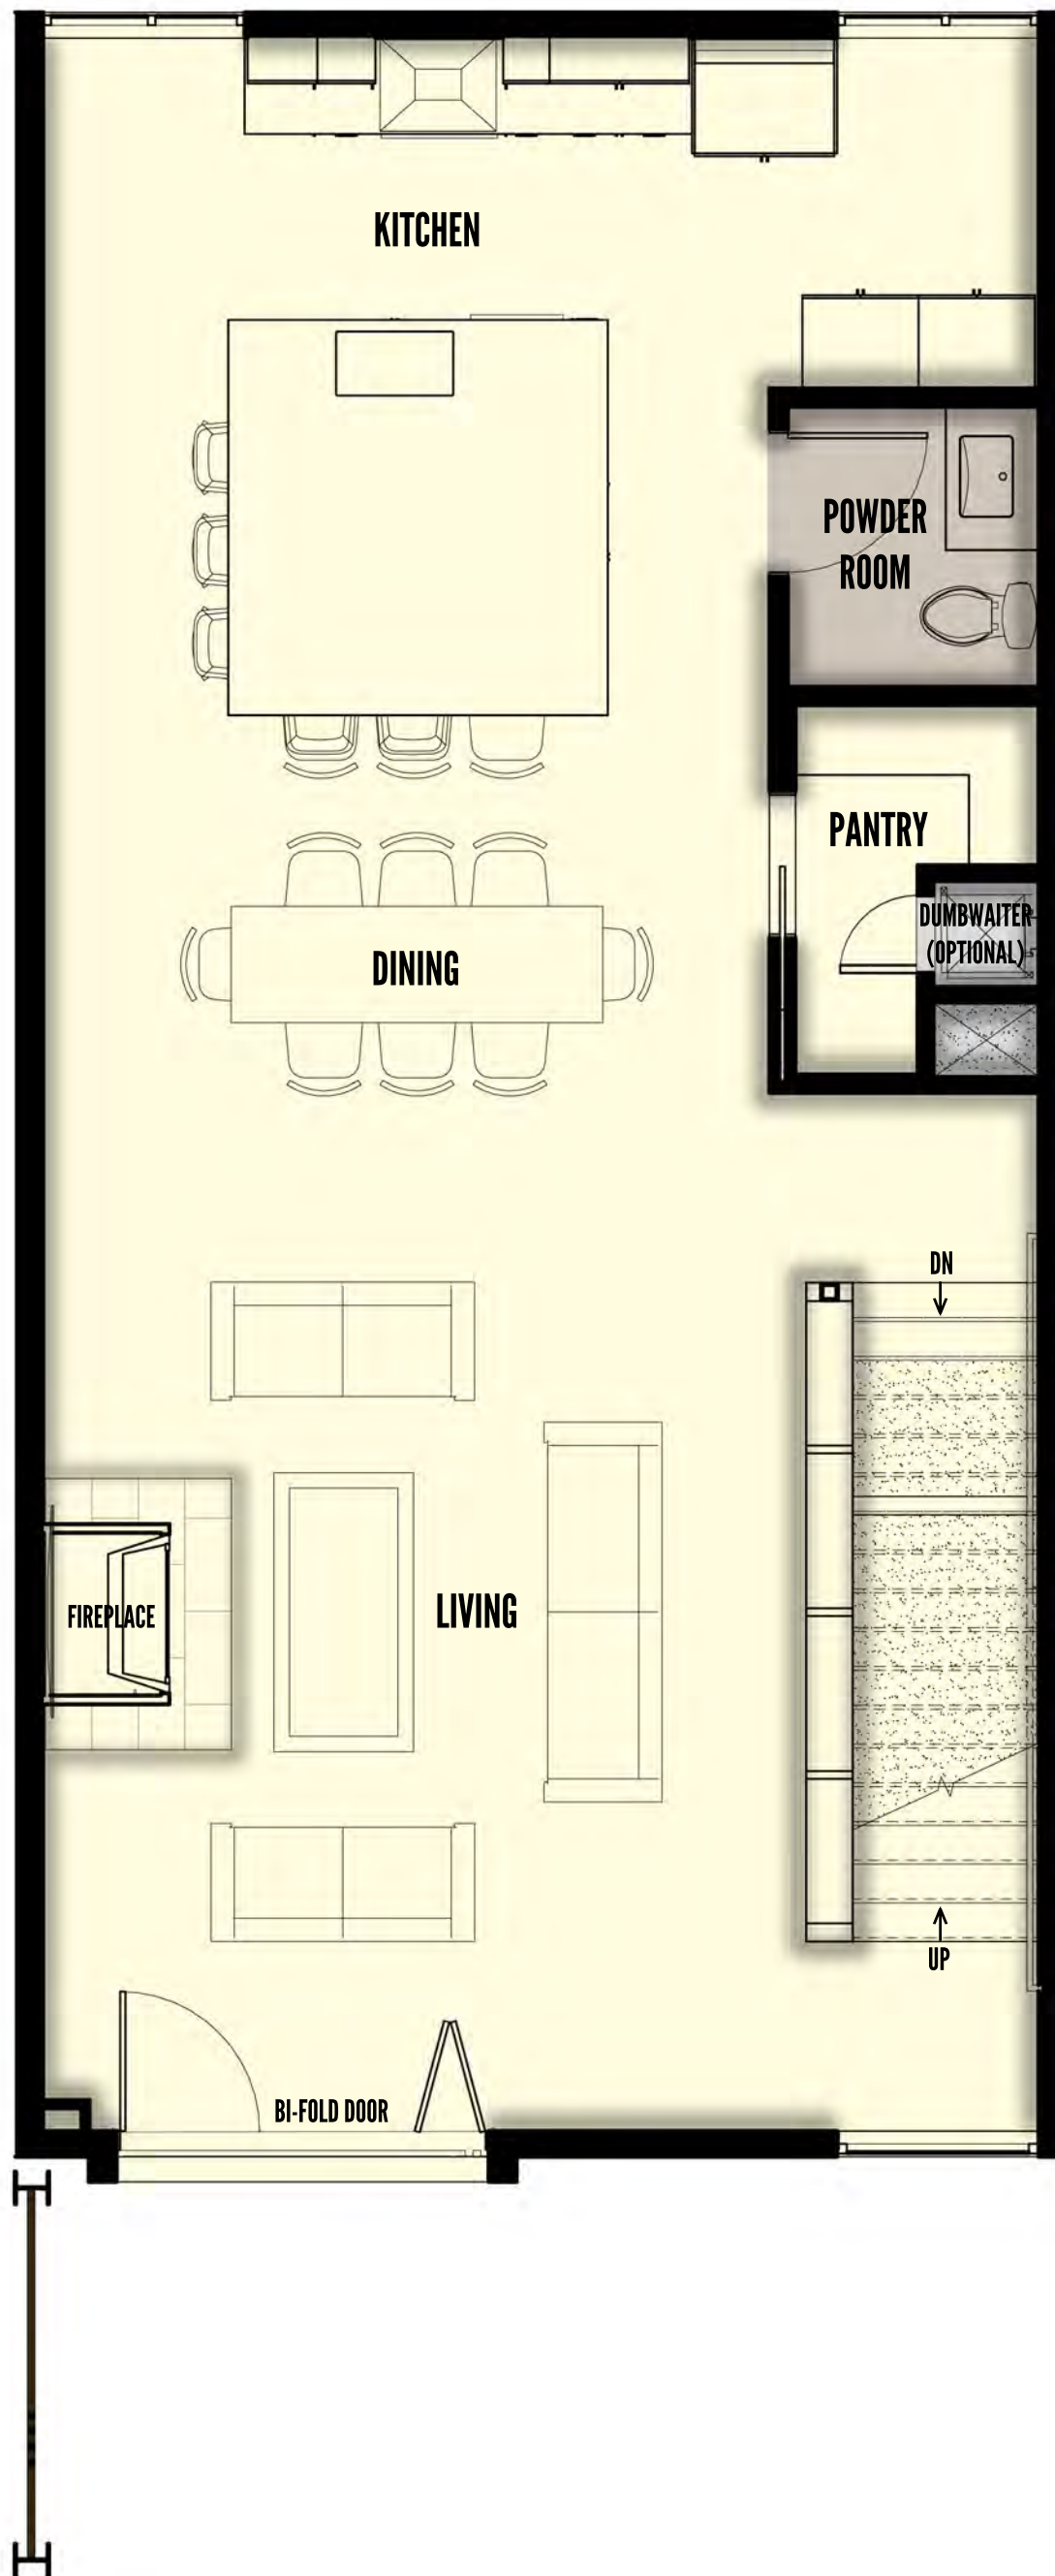 KITCHEN
POWDER
ROOM
PANTRY
DUMBWAITER
(OPTIONAL)
DINING
DN
LIVING
FIREPLACE
UP
BI-FOLD DOOR